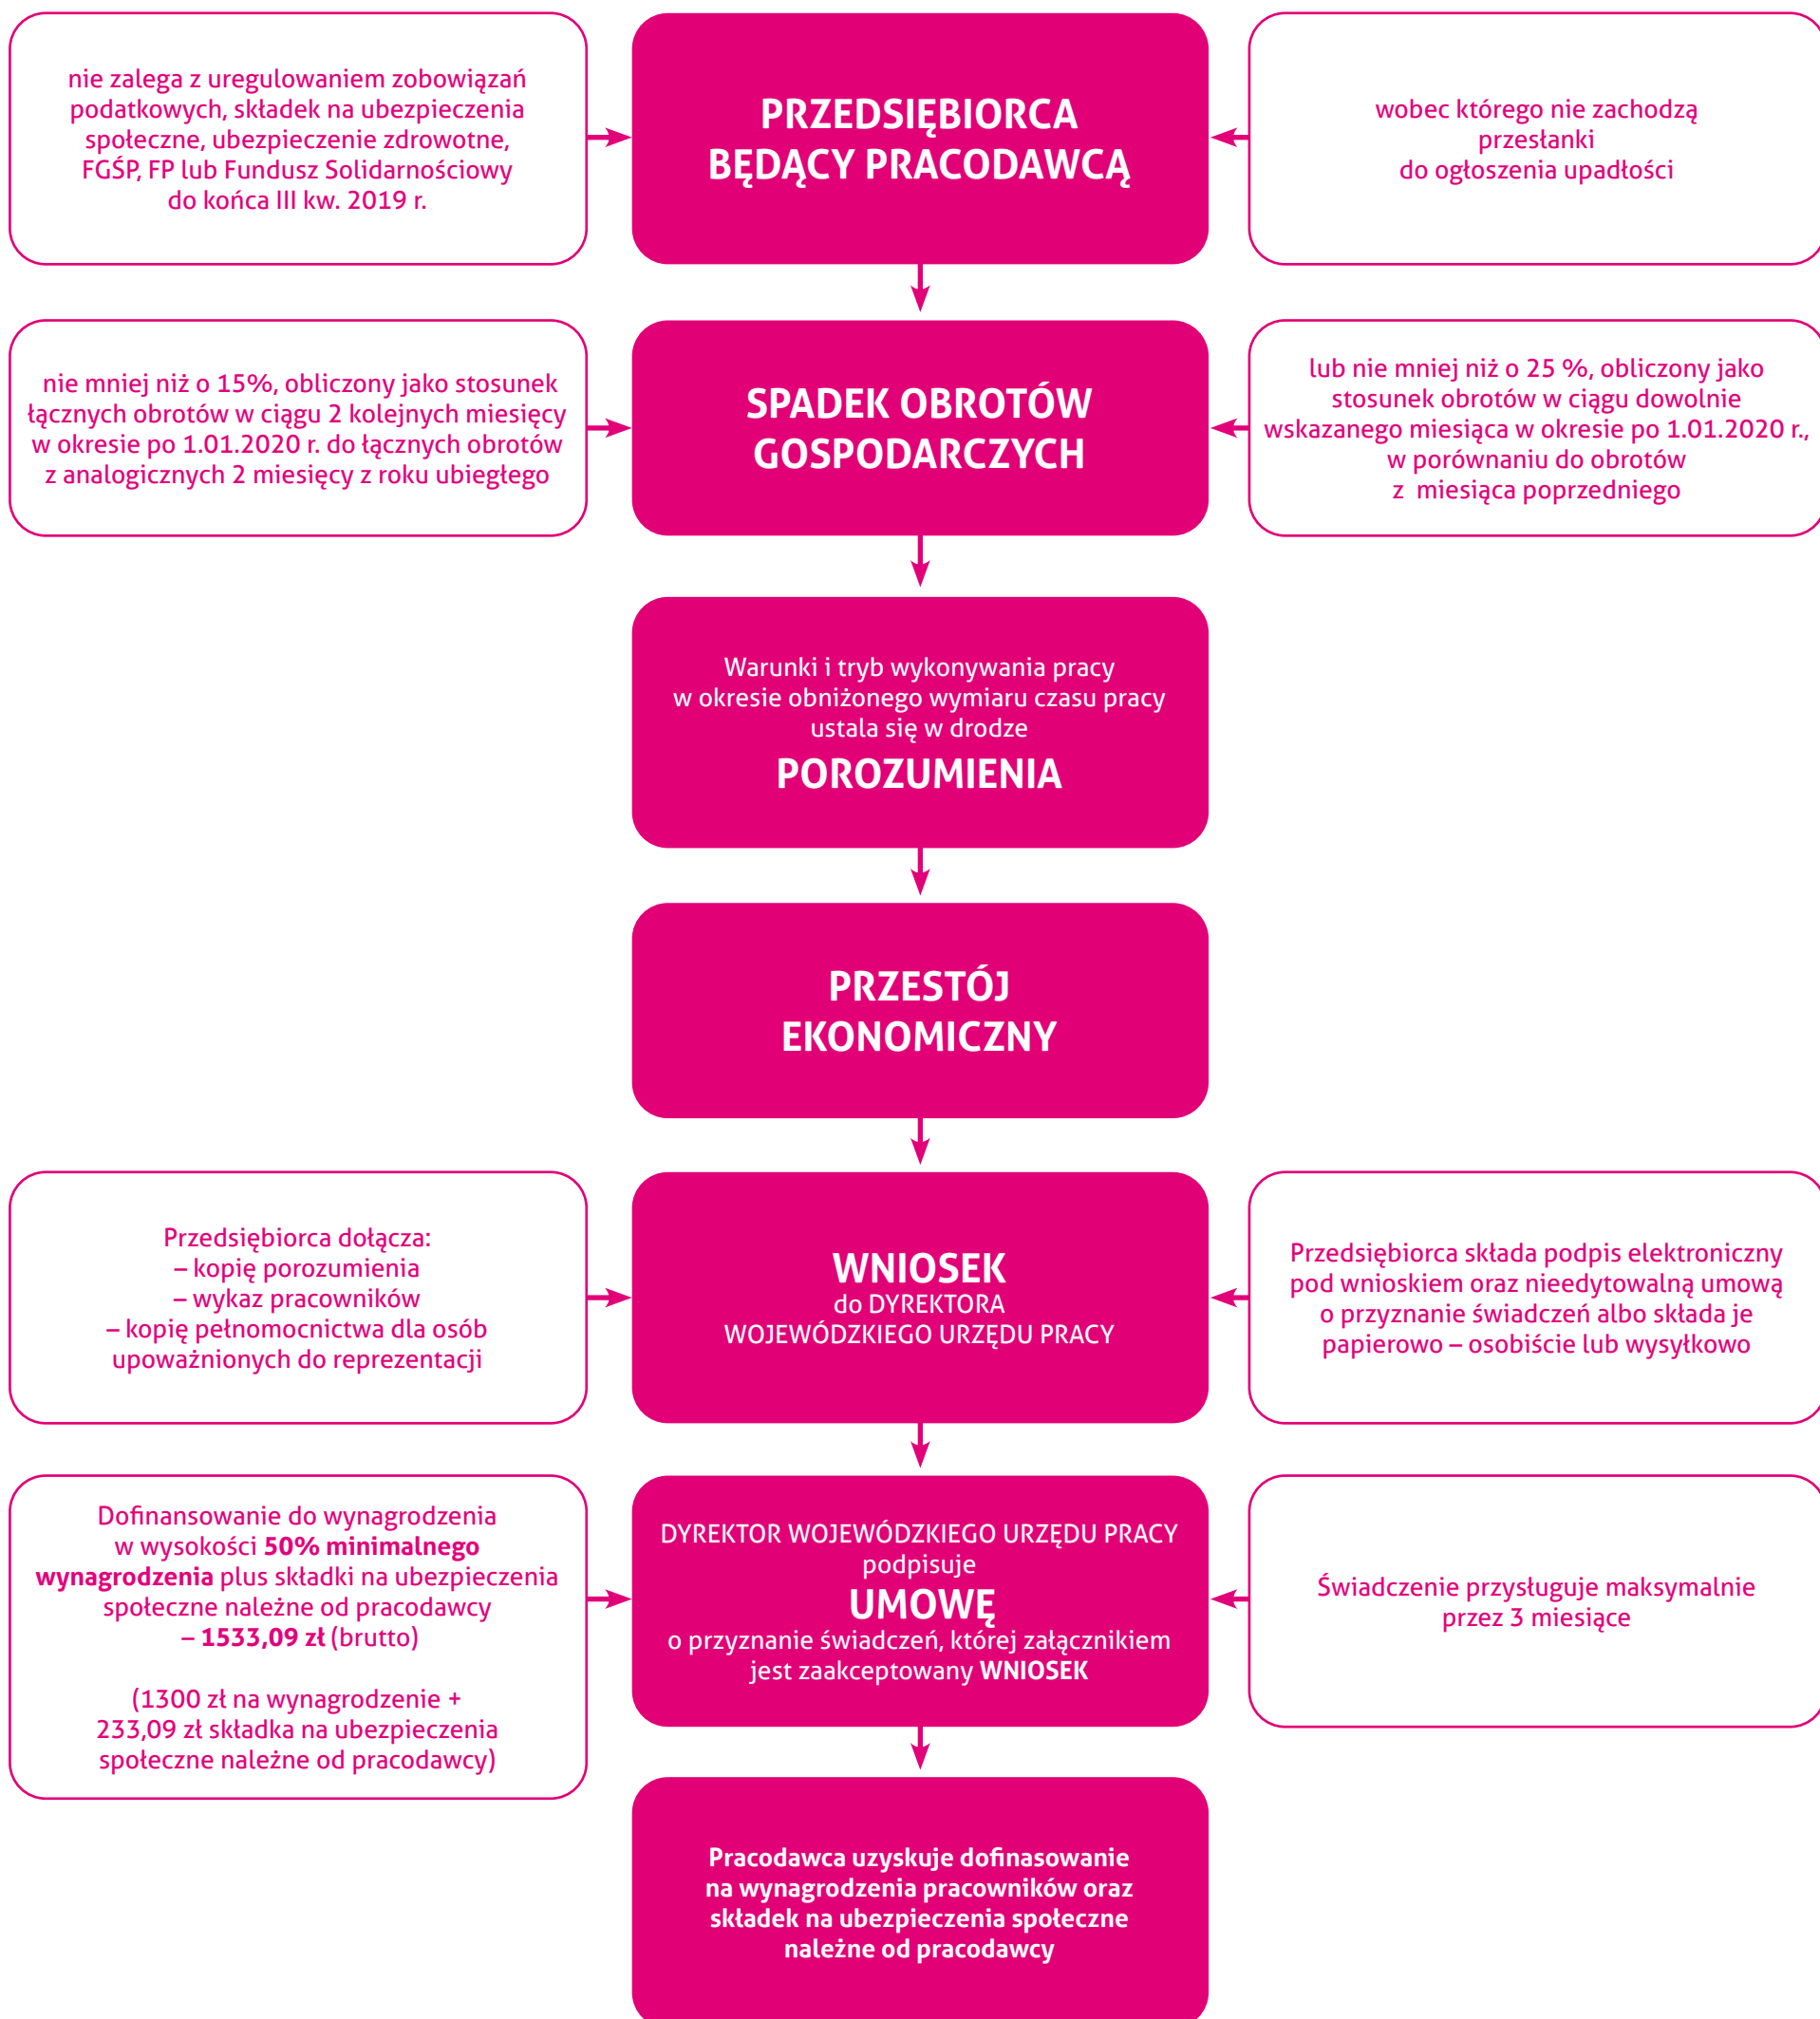 nie zalega z uregulowaniem zobowiązań
podatkowych, składek na ubezpieczenia
społeczne, ubezpieczenie zdrowotne,
FGŚP, FP lub Fundusz Solidarnościowy
do końca III kw. 2019 r.
PRZEDSIĘBIORCA
BĘDĄCY PRACODAWCĄ
wobec którego nie zachodzą
przesłanki
do ogłoszenia upadłości
nie mniej niż o 15%, obliczony jako stosunek
łącznych obrotów w ciągu 2 kolejnych miesięcy
w okresie po 1.01.2020 r. do łącznych obrotów
z analogicznych 2 miesięcy z roku ubiegłego
SPADEK OBROTÓW
GOSPODARCZYCH
lub nie mniej niż o 25 %, obliczony jako
stosunek obrotów w ciągu dowolnie
wskazanego miesiąca w okresie po 1.01.2020 r.,
w porównaniu do obrotów
z miesiąca poprzedniego
Warunki i tryb wykonywania pracy
w okresie obniżonego wymiaru czasu pracy
ustala się w drodze
POROZUMIENIA
PRZESTÓJ
EKONOMICZNY
Przedsiębiorca dołącza:
– kopię porozumienia
– wykaz pracowników
– kopię pełnomocnictwa dla osób
upoważnionych do reprezentacji
WNIOSEK
do DYREKTORA
WOJEWÓDZKIEGO URZĘDU PRACY
Przedsiębiorca składa podpis elektroniczny
pod wnioskiem oraz nieedytowalną umową
o przyznanie świadczeń albo składa je
papierowo – osobiście lub wysyłkowo
Dofinansowanie do wynagrodzenia
w wysokości 50% minimalnego
wynagrodzenia plus składki na ubezpieczenia
społeczne należne od pracodawcy
– 1533,09 zł (brutto)
(1300 zł na wynagrodzenie +
233,09 zł składka na ubezpieczenia
społeczne należne od pracodawcy)
DYREKTOR WOJEWÓDZKIEGO URZĘDU PRACY
podpisuje
UMOWĘ
o przyznanie świadczeń, której załącznikiem
jest zaakceptowany WNIOSEK
Świadczenie przysługuje maksymalnie
przez 3 miesiące
Pracodawca uzyskuje dofinasowanie
na wynagrodzenia pracowników oraz
składek na ubezpieczenia społeczne
należne od pracodawcy